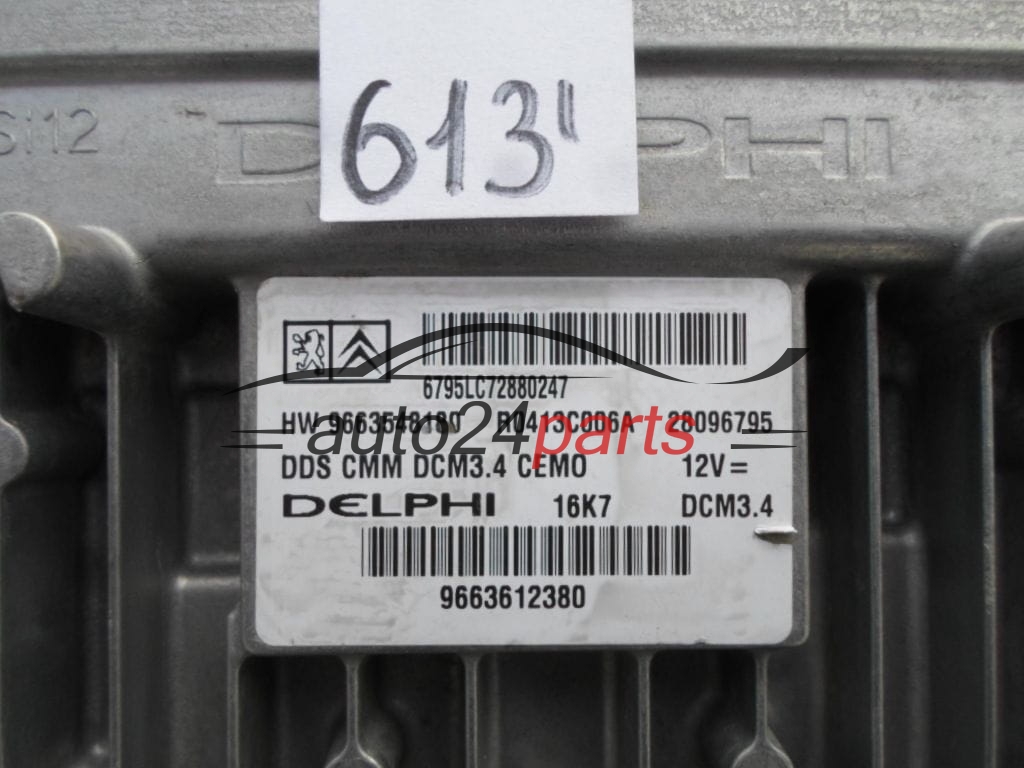 613'
Si12 DELPHI
6795LC72880247
HW 9663548180 R0413C006A 28096795
auto24parts
DDS CMM DCM3.4 CEMO 12V=
DELPHI 16K7 DCM3.4
9663612380